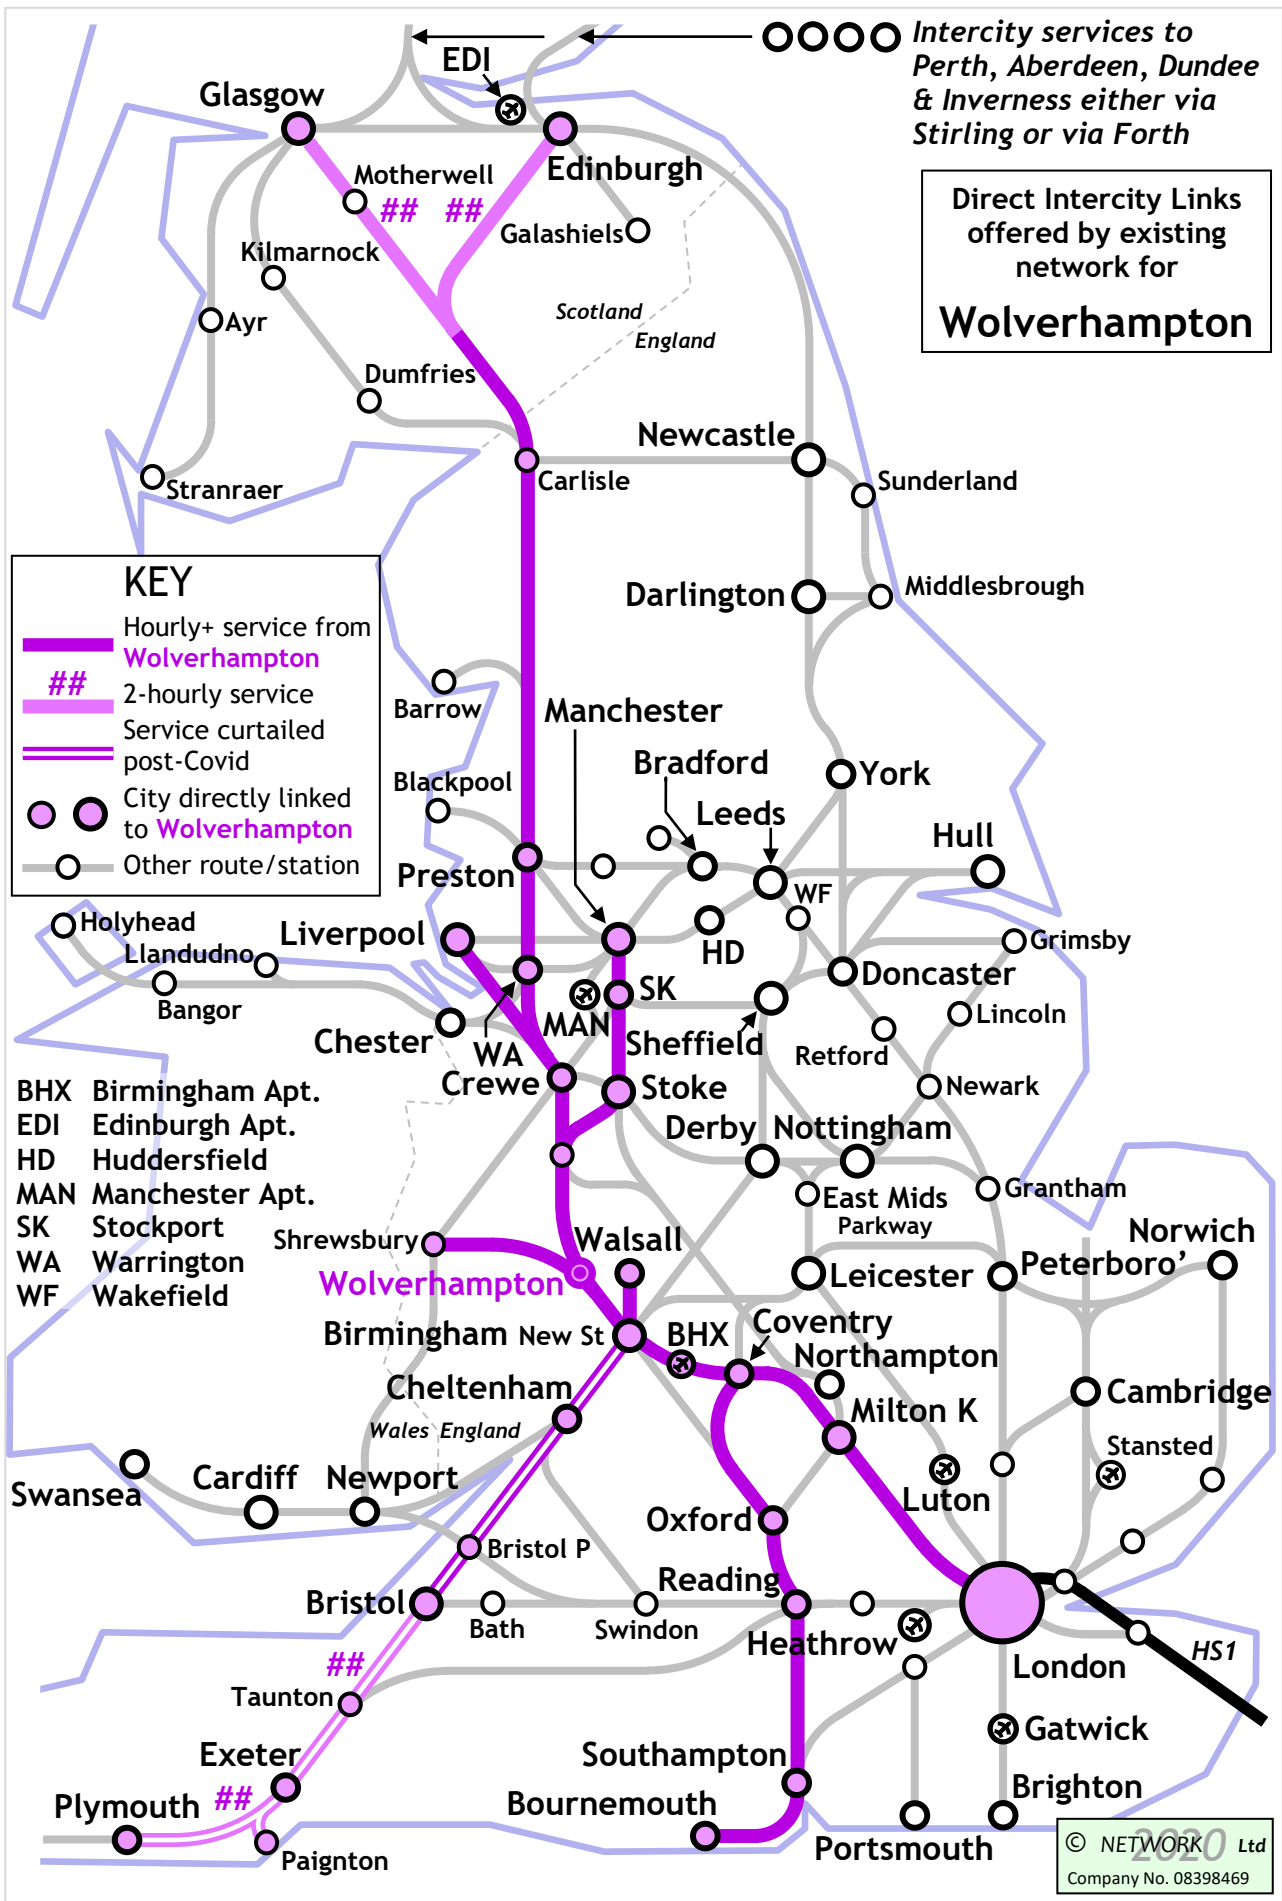 Intercity services to
Perth, Aberdeen, Dundee
& Inverness either via
Stirling or via Forth
EDI
Glasgow
Edinburgh
Motherwell
## ##
Galashiels
Kilmarnock
Direct Intercity Links
offered by existing
network for
Wolverhampton
Ayr
Scotland
England
Dumfries
Newcastle
Carlisle
Sunderland
Stranraer
KEY
Hourly+ service from
Wolverhampton
##
2-hourly service
Service curtailed
post-Covid
City directly linked
to Wolverhampton
Other route/station
Darlington
Middlesbrough
Barrow
Manchester
Bradford
York
Blackpool
Leeds
Hull
Preston
WF
Holyhead
Liverpool
Llandudno
HD
Grimsby
Doncaster
Bangor
SK
MAN
Lincoln
Chester
WA
Sheffield
Retford
Crewe
Stoke
Newark
BHX Birmingham Apt.
EDI Edinburgh Apt.
HD Huddersfield
MAN Manchester Apt.
SK Stockport
WA Warrington
WF Wakefield
Derby
Nottingham
East Mids
Parkway
Grantham
Shrewsbury
Walsall
Norwich
Wolverhampton
Leicester
Peterboro’
Birmingham New St
BHX
Coventry
Northampton
Cheltenham
Cambridge
Milton K
Wales England
Stansted
Swansea
Cardiff
Newport
Luton
Oxford
Bristol P
Reading
Bristol
Bath
Swindon
Heathrow
HS1
London
##
Taunton
Gatwick
Exeter
Southampton
##
Plymouth
Bournemouth
Brighton
Portsmouth
Paignton
© NETWORK 2020 Ltd
Company No. 08398469